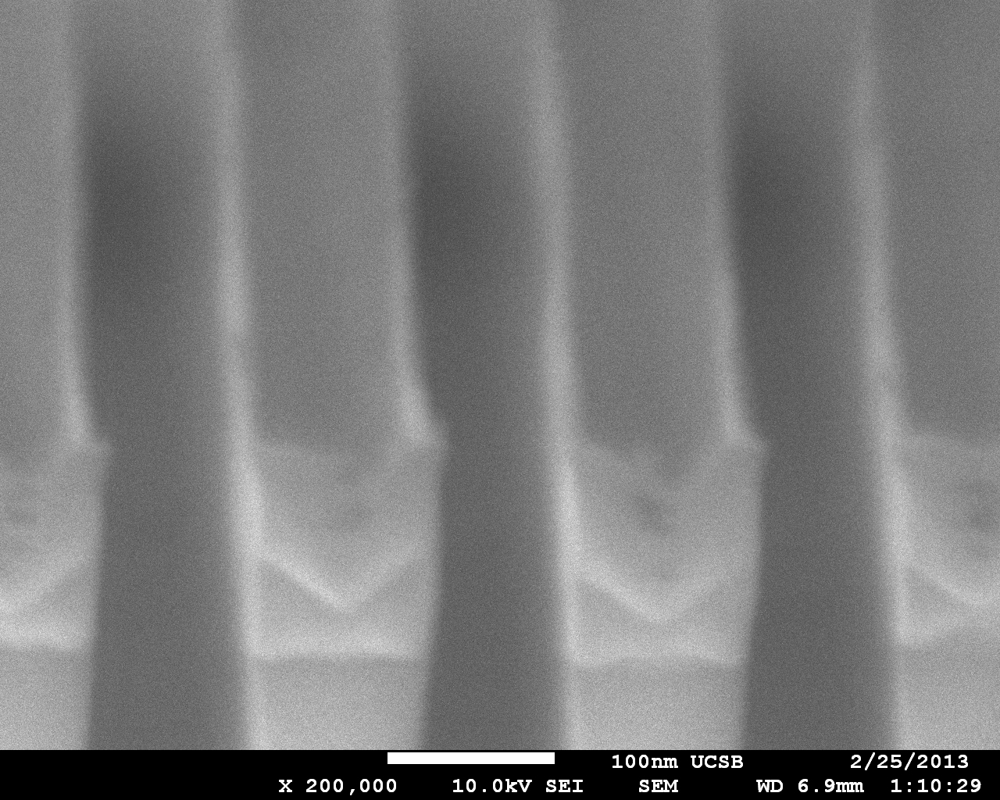 100nm UCSB 2/25/2013
X 200,000 10.0kV SEI SEM WD 6.9mm 1:10:29